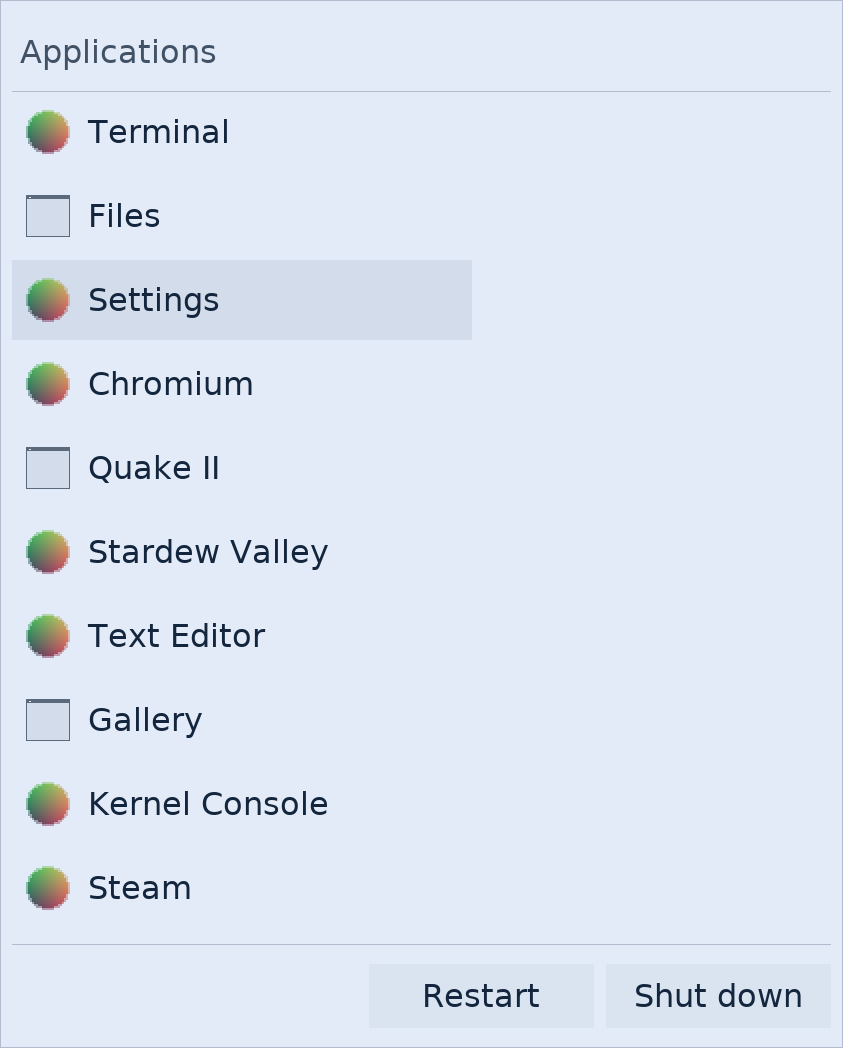 Applications
Terminal
Files
Settings
Chromium
Quake II
Stardew Valley
Text Editor
Gallery
Kernel Console
Steam
Restart Shut down